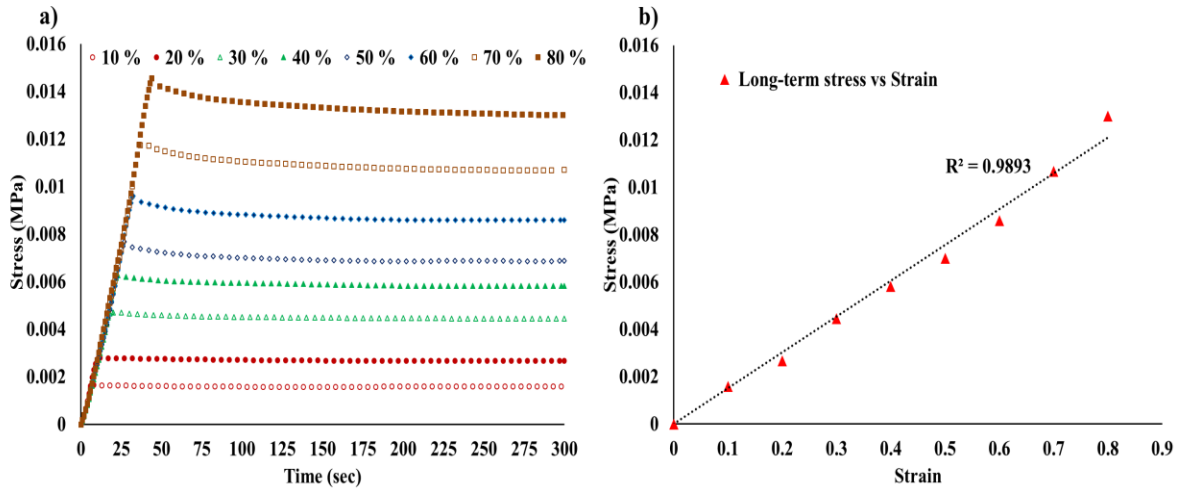 a)
0.016
0.014
0.012
0.01
0.008
0.006
0.004
0.002
0
Stress (MPa)
10 % 20 % 30 % 40 % 50 % 60 % 70 % 80 %
0 25 50 75 100 125 150 175 200 225 250 275 300
Time (sec)
b)
0.016
0.014
0.012
0.01
0.008
0.006
0.004
0.002
0
Stress (MPa)
Long-term stress vs Strain
R² = 0.9893
0 0.1 0.2 0.3 0.4 0.5 0.6 0.7 0.8 0.9
Strain